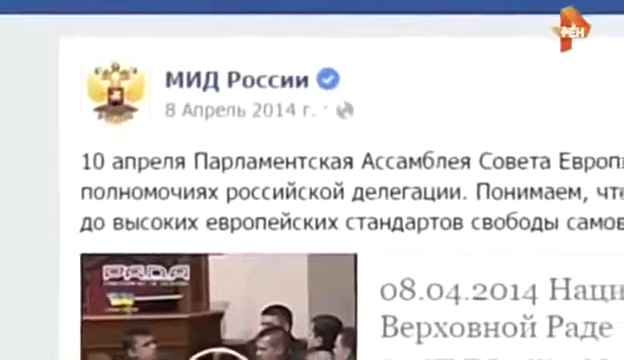 РЕН
МИД России
8 Апрель 2014 г.
10 апреля Парламентская Ассамблея Совета Европ
полномочиях российской делегации. Понимаем, что
до высоких европейских стандартов свободы самов
РАДА
08.04.2014 Наци
Верховной Раде